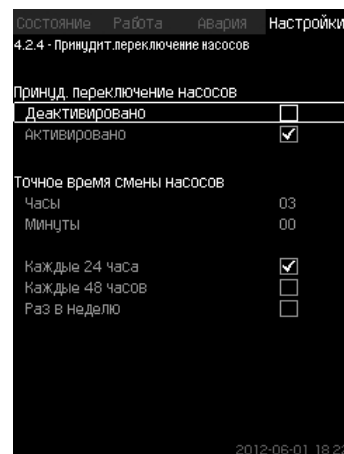 Состояние Работа Авария Настройки
4.2.4 - Принудит.переключение насосов
Принуд. переключение насосов
Деактивировано
Активировано
Точное время смены насосов
Часы 03
Минуты 00
Каждые 24 часа
Каждые 48 часов
Раз в неделю
2012-06-01 18:22